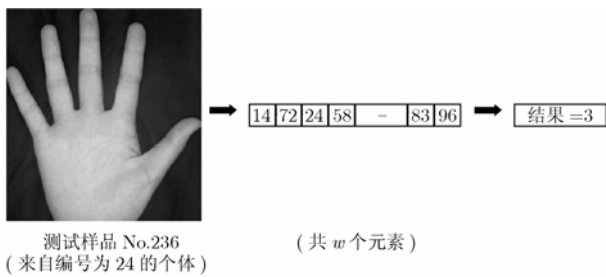 14 72 24 58 … 83 96
结果 =3
测试样品 No.236
(来自编号为 24 的个体)
(共 w 个元素)